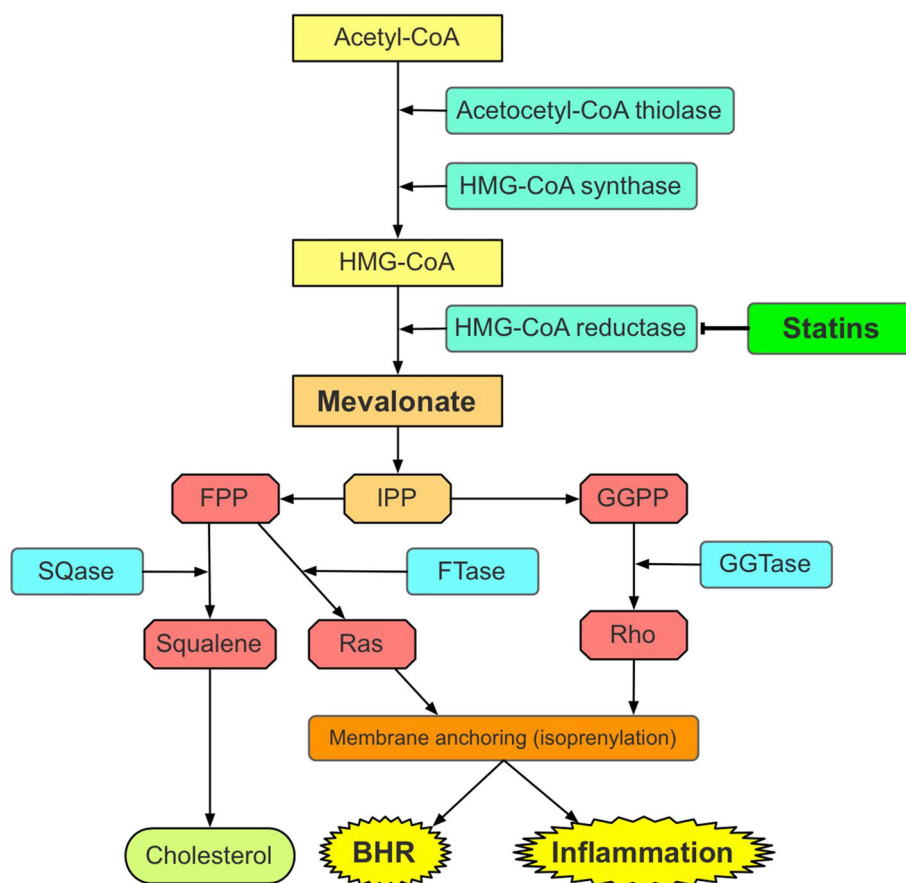 Acetyl-CoA
Acetocetyl-CoA thiolase
HMG-CoA synthase
HMG-CoA
HMG-CoA reductase
Statins
Mevalonate
FPP
IPP
GGPP
SQase
FTase
GGTase
Squalene
Ras
Rho
Membrane anchoring (isoprenylation)
Cholesterol
BHR
Inflammation